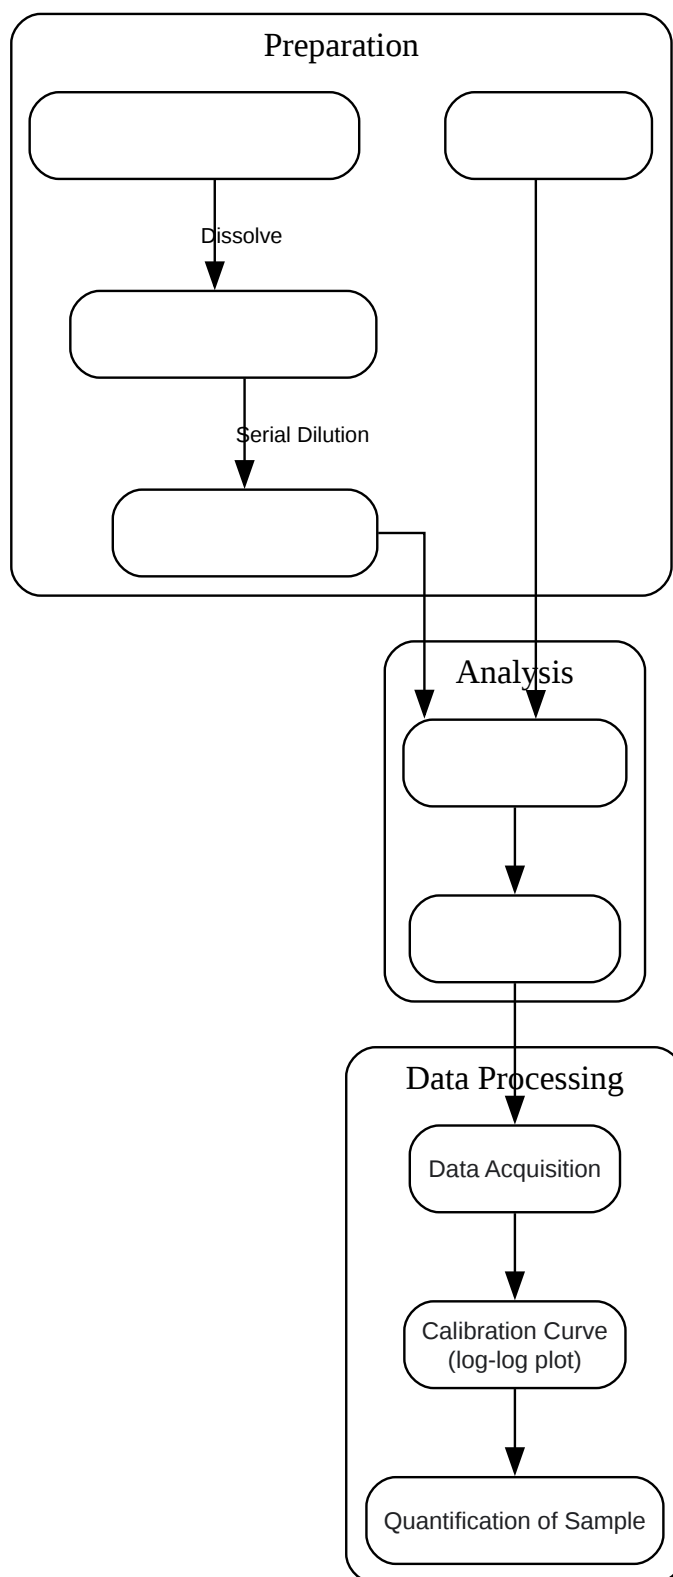 Preparation
Dissolve
Serial Dilution
Analysis
Data Processing
Data Acquisition
Calibration Curve
(log-log plot)
Quantification of Sample